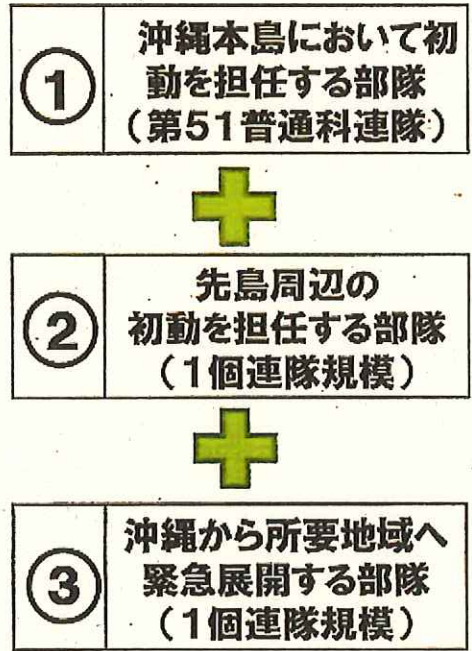 ①
沖縄本島において初
動を担任する部隊
（第51普通科連隊）
②
先島周辺の
初動を担任する部隊
（1個連隊規模）
③
沖縄から所要地域へ
緊急展開する部隊
（1個連隊規模）